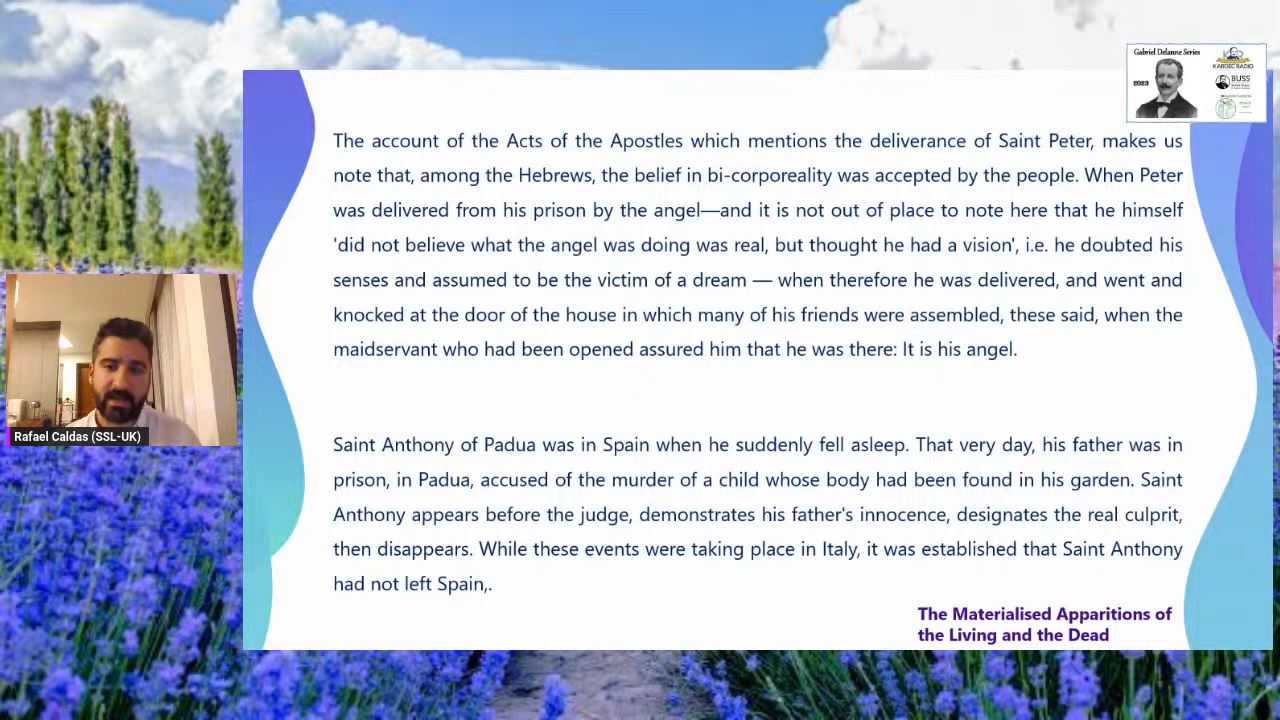 Gabriel Delanne Series
2023
KARDEC RADIO
BUSS
The account of the Acts of the Apostles which mentions the deliverance of Saint Peter, makes us
note that, among the Hebrews, the belief in bi-corporeality was accepted by the people. When Peter
was delivered from his prison by the angel—and it is not out of place to note here that he himself
'did not believe what the angel was doing was real, but thought he had a vision', i.e. he doubted his
senses and assumed to be the victim of a dream — when therefore he was delivered, and went and
knocked at the door of the house in which many of his friends were assembled, these said, when the
maidservant who had been opened assured him that he was there: It is his angel.
Rafael Caldas (SSL-UK)
Saint Anthony of Padua was in Spain when he suddenly fell asleep. That very day, his father was in
prison, in Padua, accused of the murder of a child whose body had been found in his garden. Saint
Anthony appears before the judge, demonstrates his father's innocence, designates the real culprit,
then disappears. While these events were taking place in Italy, it was established that Saint Anthony
had not left Spain,.
The Materialised Apparitions of
the Living and the Dead